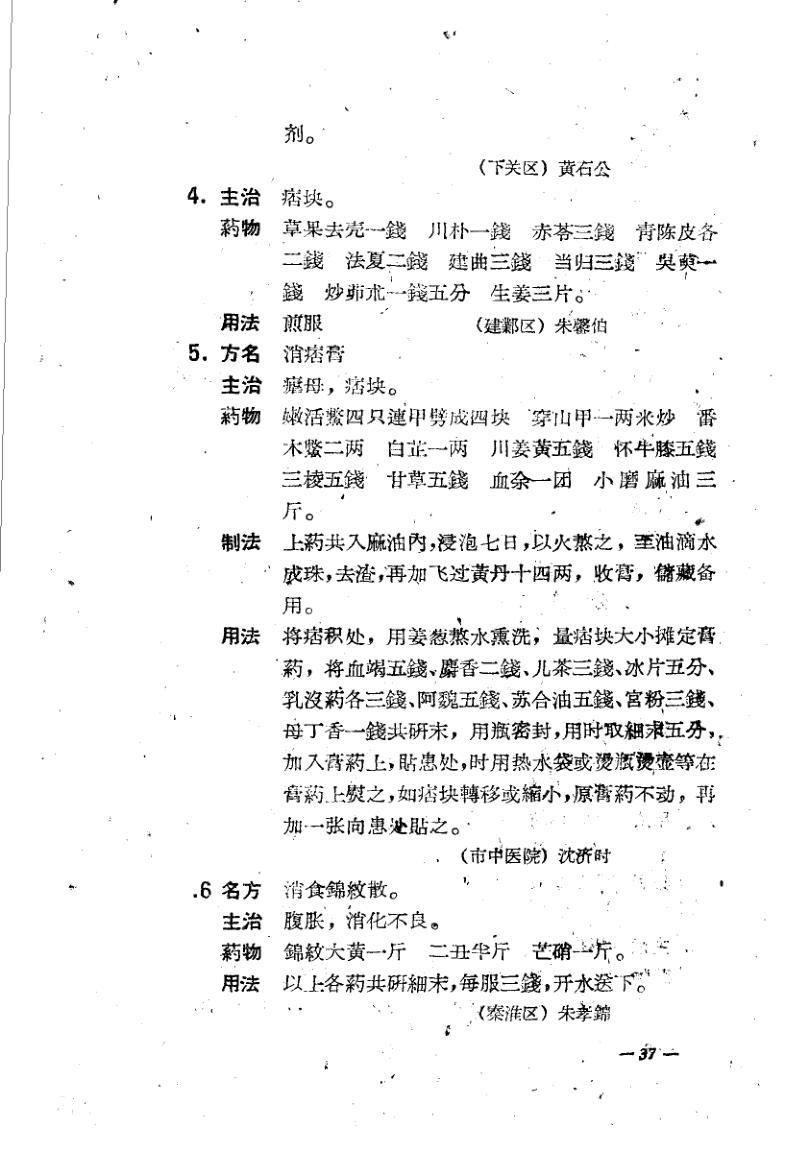 剂。
（下关区）黄石公
4. 主治 痞块。
葯物 草果去壳一錢 川朴一錢 赤苓三錢 青陈皮各
二錢 法夏二錢 建曲三錢 当归三錢 吳萸一
錢 炒莪朮一錢五分 生姜三片。
用法 煎服 （建鄴区）朱馨伯
5. 方名 消痞膏
主治 瘧母，痞块。
葯物 嫩活鱉四只連甲劈成四块 穿山甲一两米炒 番
木鱉二两 白芷一两 川姜黄五錢 怀牛膝五錢
三棱五錢 甘草五錢 血余一团 小磨麻油三
斤。
制法 上葯共入麻油內，浸泡七日，以火熬之，至油滴水
成珠，去渣，再加飞过黄丹十四两，收膏，儲藏备
用。
用法 将痞积处，用姜葱熬水熏洗，量痞块大小摊定膏
葯，将血竭五錢、麝香二錢、儿茶三錢、冰片五分、
乳沒葯各三錢、阿魏五錢、苏合油五錢、宮粉三錢、
母丁香一錢共研末，用瓶密封，用时取細末五分，
加入膏葯上，貼患处，时用热水袋或燙瓶燙壶等在
膏葯上熨之，如痞块轉移或縮小，原膏葯不动，再
加一张向患处貼之。
（市中医院）沈济时
.6 名方 消食錦紋散。
主治 腹胀，消化不良。
葯物 錦紋大黄一斤 二丑半斤 芒硝一斤。
用法 以上各葯共研細末，每服三錢，开水送下。
（秦淮区）朱孝錦
— 37 —